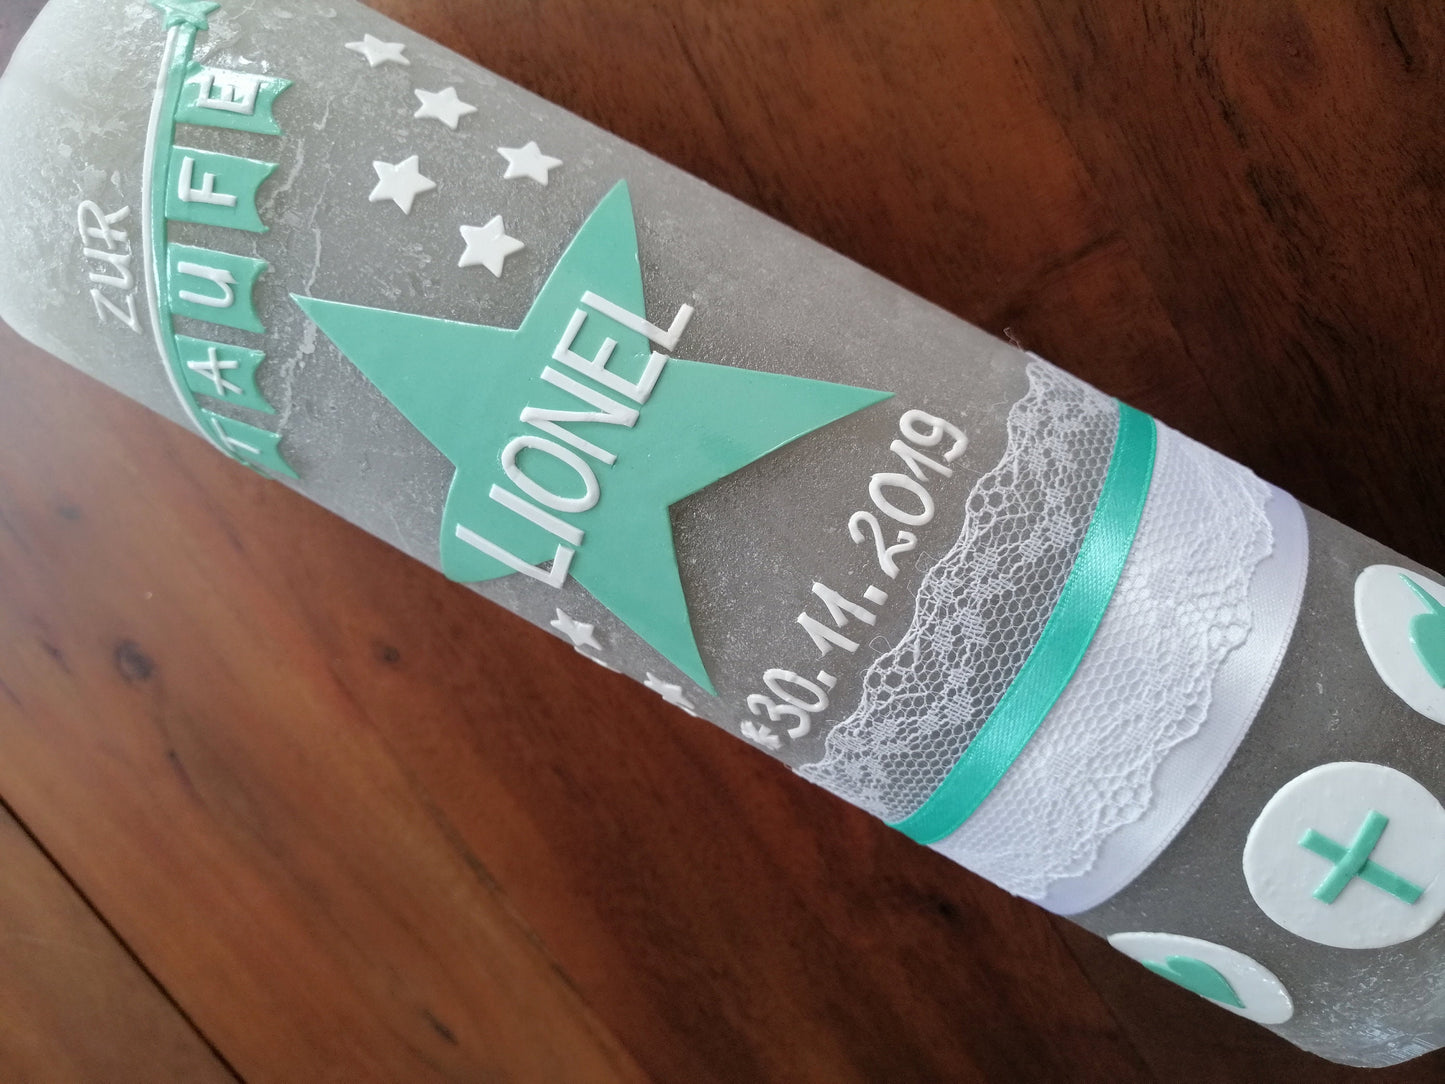 ZUR
TAUFE
LIONEL
*30.11.2019